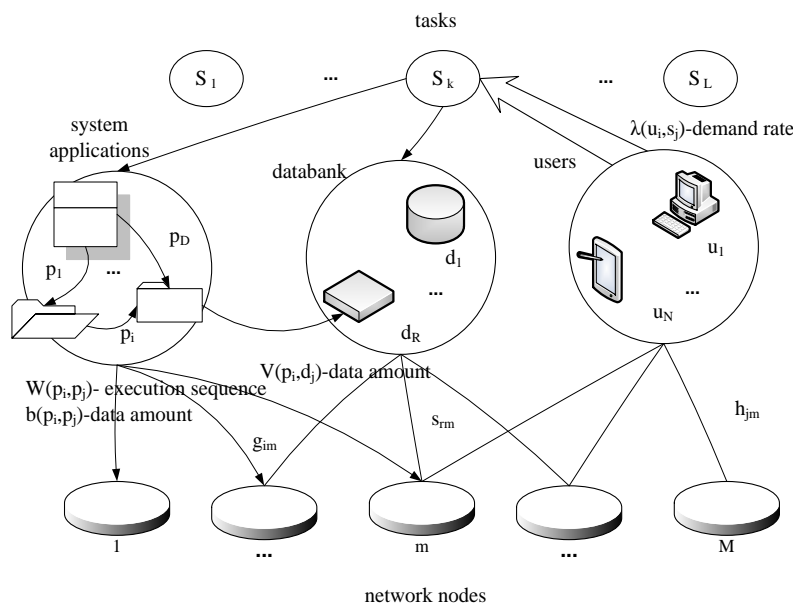 tasks
S1 ... Sk ... SL
λ(ui,sj)-demand rate
system
applications
databank
users
pD
p1
...
pi
d1
...
dR
u1
...
uN
W(pi,pj)- execution sequence
b(pi,pj)-data amount
V(pi,dj)-data amount
gim
srm
hjm
1 ... m ... M
network nodes